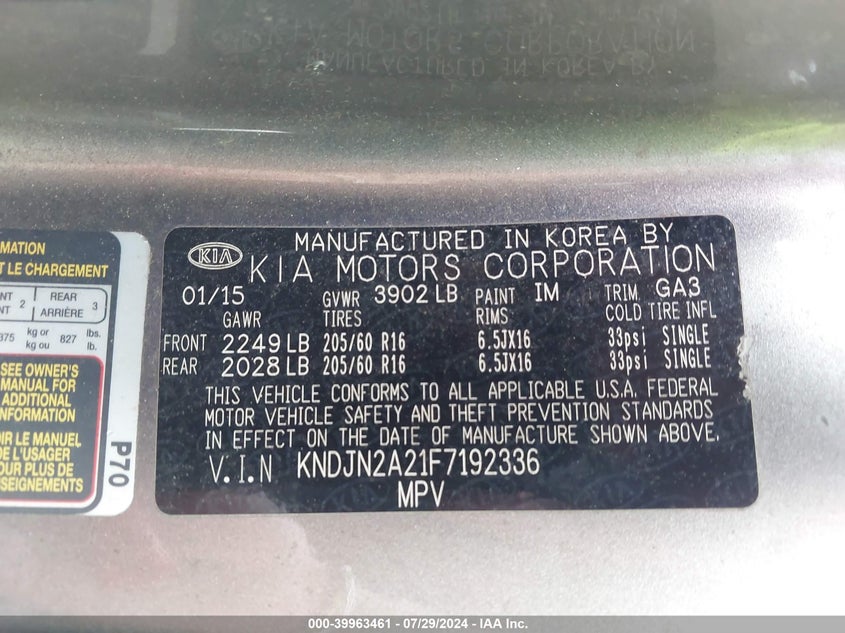 MANUFACTURED IN KOREA BY
KIA KIA MOTORS CORPORATION
01/15 GVWR 3902 LB PAINT IM TRIM GA3
GAWR TIRES RIMS COLD TIRE INFL
FRONT 2249 LB 205/60 R16 6.5JX16 33psi SINGLE
REAR 2028 LB 205/60 R16 6.5JX16 33psi SINGLE
THIS VEHICLE CONFORMS TO ALL APPLICABLE U.S.A. FEDERAL
MOTOR VEHICLE SAFETY AND THEFT PREVENTION STANDARDS
IN EFFECT ON THE DATE OF MANUFACTURE SHOWN ABOVE.
V.I.N KNDJN2A21F7192336
MPV
T LE CHARGEMENT
2 REAR 3
ARRIÈRE
kg or 827 lbs.
kg ou lb.
SEE OWNER'S
MANUAL FOR
ADDITIONAL
INFORMATION
LE MANUEL
DE L'USAGER
PLUS DE
P70
000-39963461 - 07/29/2024 - IAA Inc.